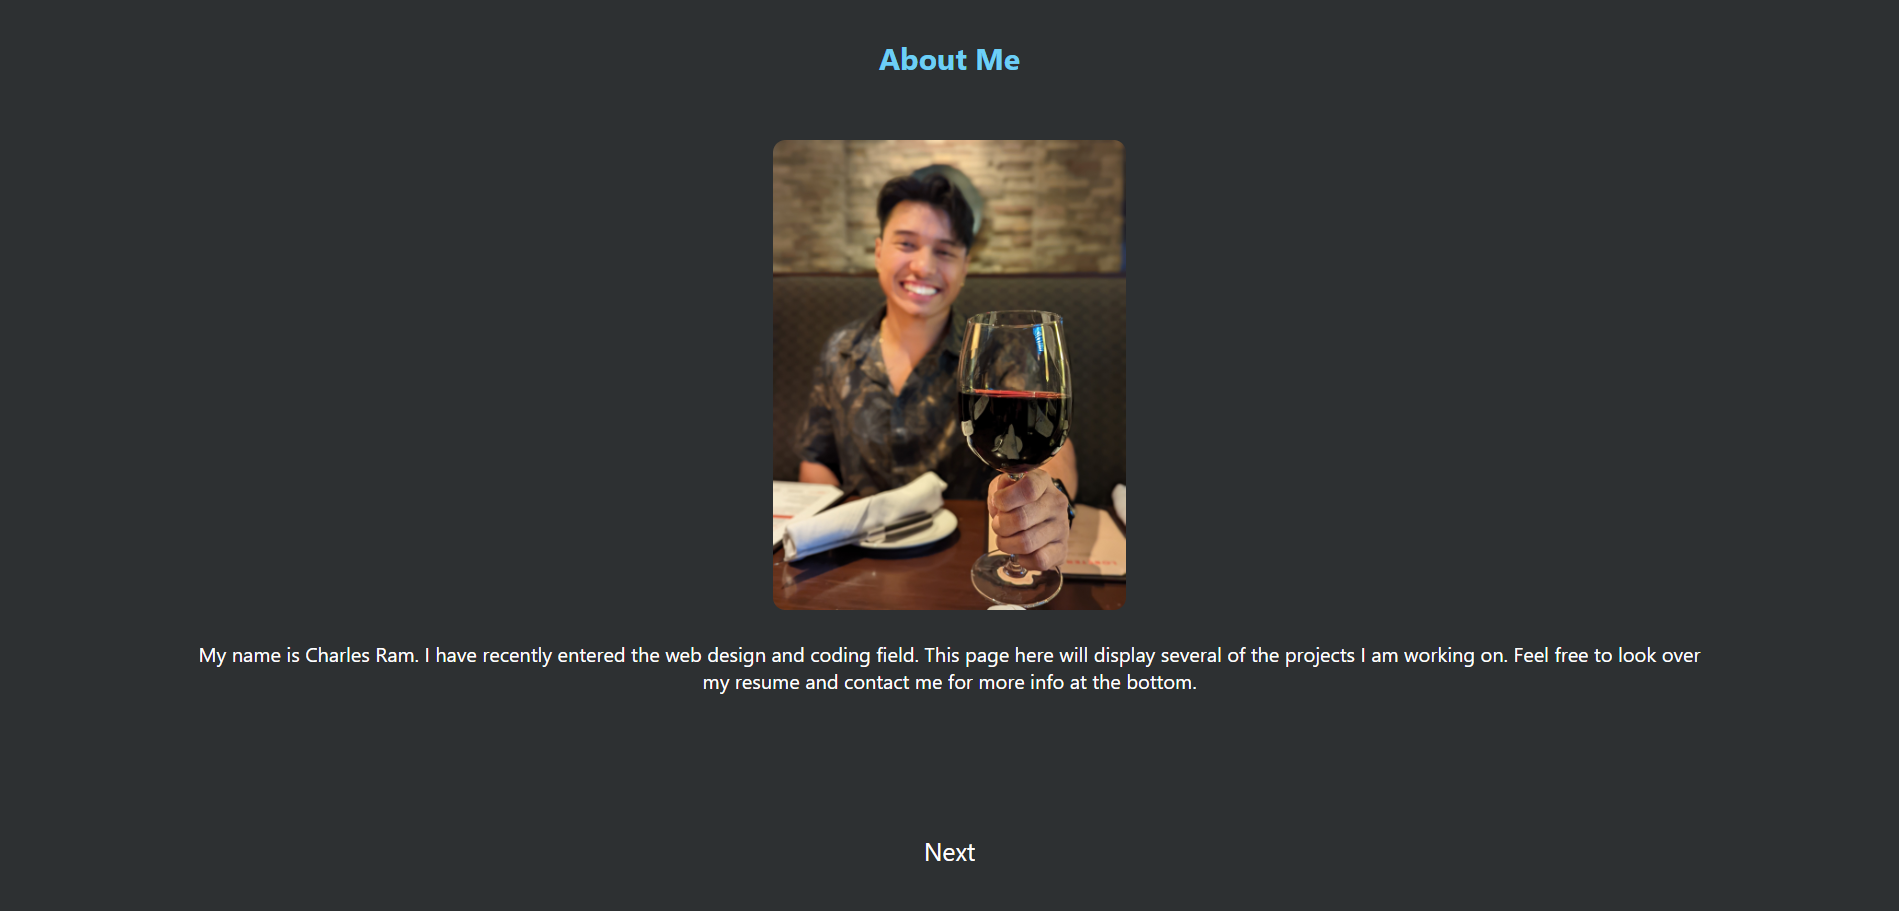 About Me
My name is Charles Ram. I have recently entered the web design and coding field. This page here will display several of the projects I am working on. Feel free to look over
my resume and contact me for more info at the bottom.
Next